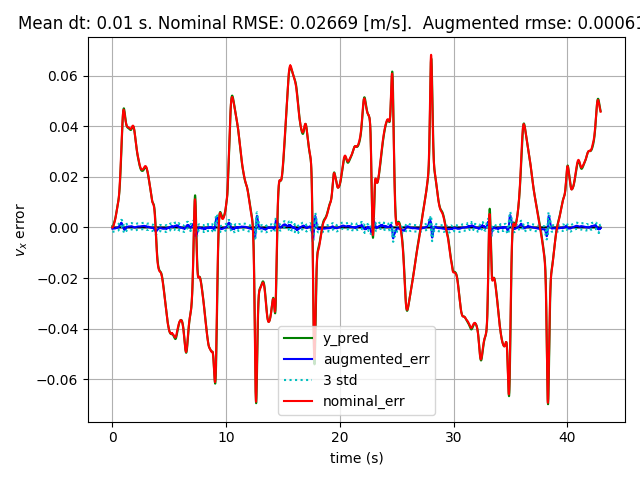 Mean dt: 0.01 s. Nominal RMSE: 0.02669 [m/s].  Augmented rmse: 0.00061
0.06
0.04
0.02
0.00
−0.02
−0.04
−0.06
vₓ error
y_pred
augmented_err
3 std
nominal_err
0 10 20 30 40
time (s)